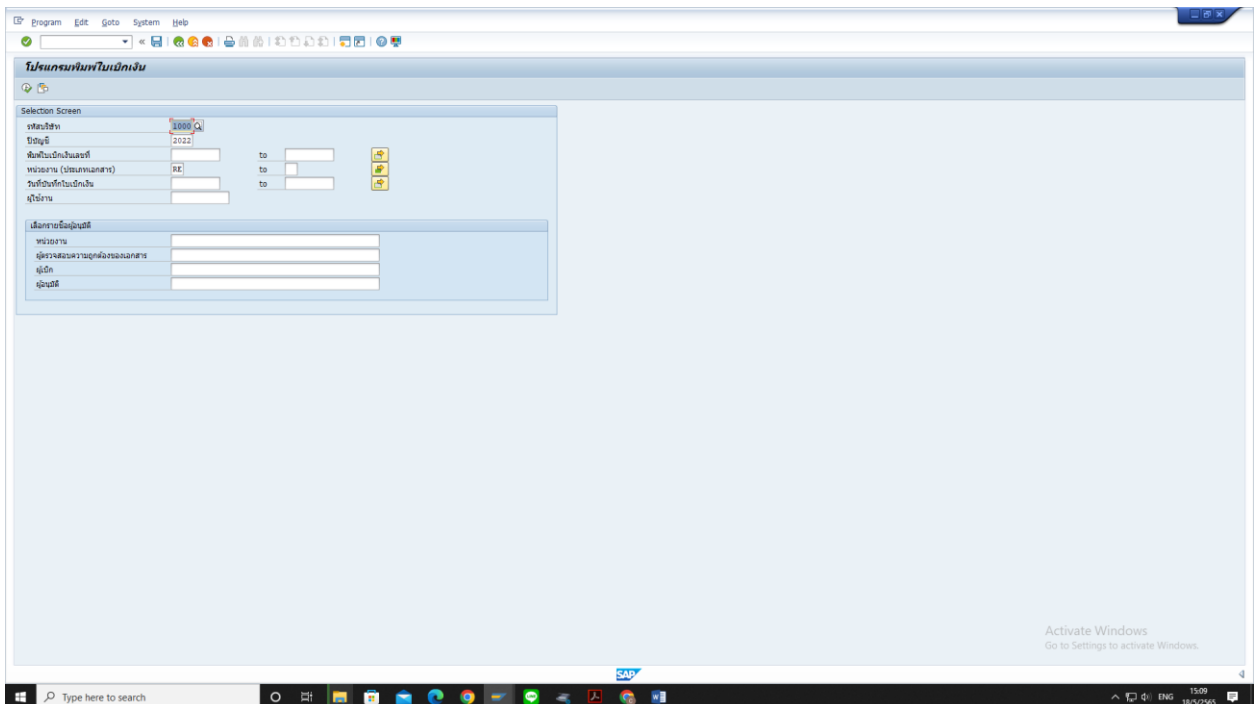 Program Edit Goto System Help
โปรแกรมพิมพ์ใบเบิกเงิน
Selection Screen
รหัสบริษัท 1000
ปีบัญชี 2022
พิมพ์ใบเบิกเงินเลขที่ to
หน่วยงาน (ประเภทเอกสาร) RE to
วันที่บันทึกใบเบิกเงิน to
ผู้ใช้งาน
เลือกรายชื่อผู้อนุมัติ
หน่วยงาน
ผู้ตรวจสอบความถูกต้องของเอกสาร
ผู้เบิก
ผู้อนุมัติ
Activate Windows
Go to Settings to activate Windows.
SAP
Type here to search
ENG 15:09
18/5/2565